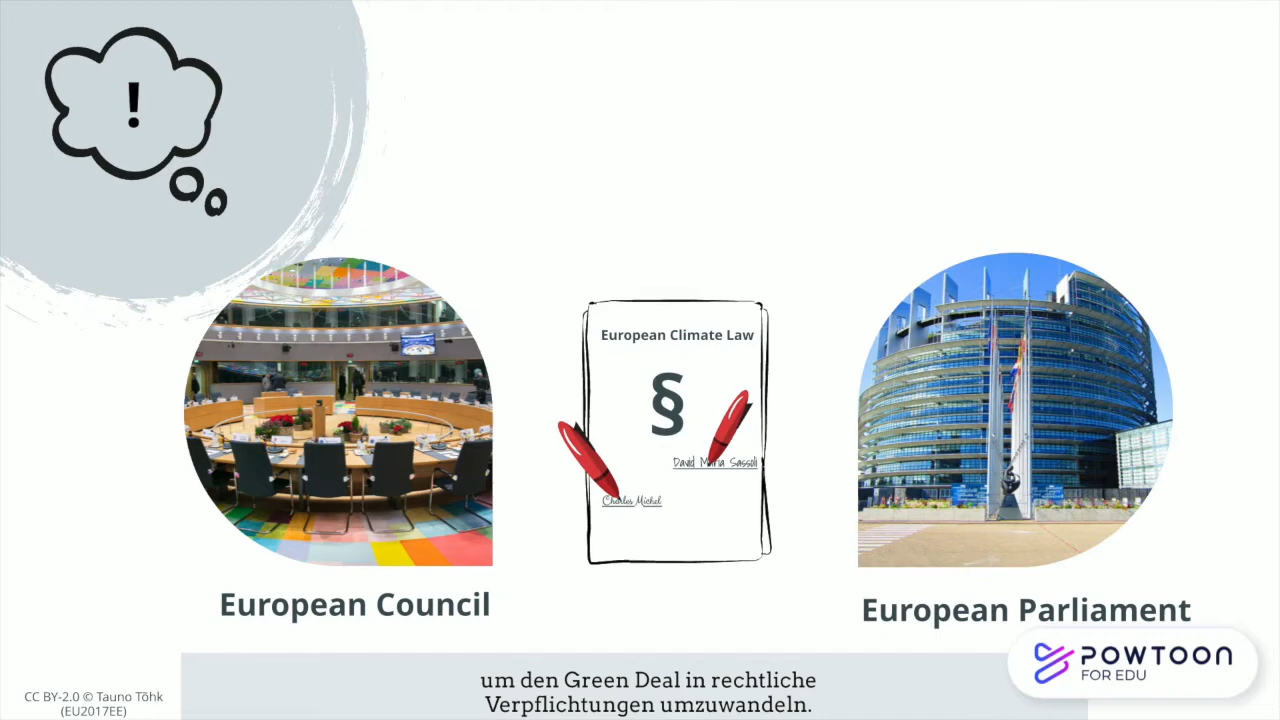 !
European Climate Law
§
David Maria Sassoli
Charles Michel
European Council
European Parliament
um den Green Deal in rechtliche
Verpflichtungen umzuwandeln.
CC BY-2.0 © Tauno Tõhk
(EU2017EE)
POWTOON
FOR EDU